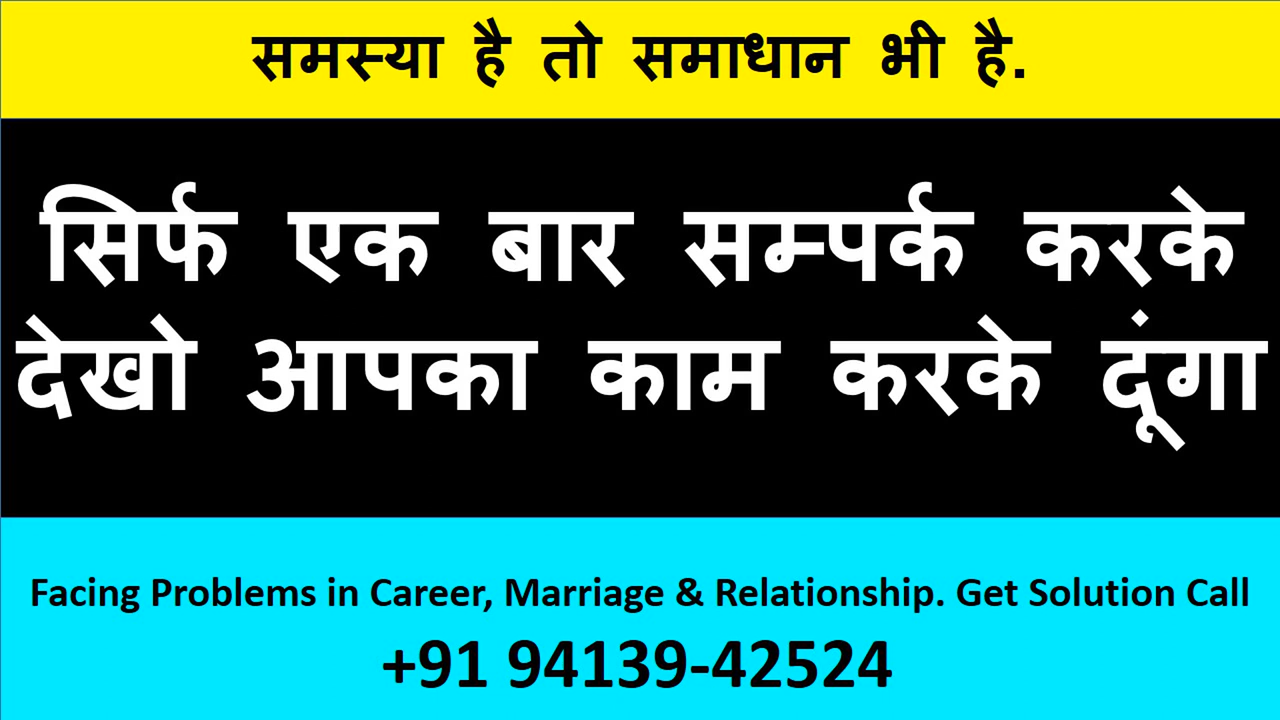 समस्या है तो समाधान भी है.
सिर्फ एक बार सम्पर्क करके
देखो आपका काम करके दूंगा
Facing Problems in Career, Marriage & Relationship. Get Solution Call
+91 94139-42524